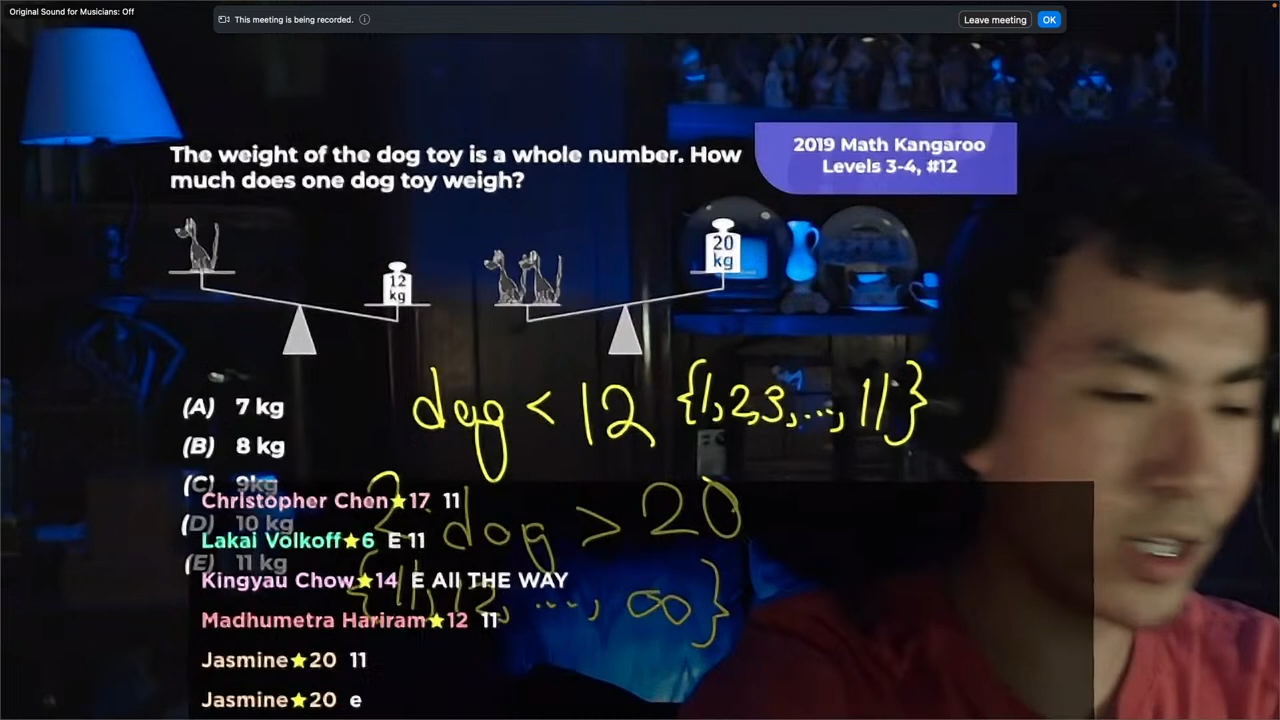 Original Sound for Musicians: Off
This meeting is being recorded.
Leave meeting
OK
The weight of the dog toy is a whole number. How
much does one dog toy weigh?
2019 Math Kangaroo
Levels 3-4, #12
12
kg
20
kg
(A) 7 kg
(B) 8 kg
(C) 9kg
(D) 10 kg
(E) 11 kg
dog < 12 {1,2,3,...,11}
2·dog > 20
{11,12,...,∞}
Christopher Chen★17 11
Lakai Volkoff★6 E 11
Kingyau Chow★14 E All THE WAY
Madhumetra Hariram★12 11
Jasmine★20 11
Jasmine★20 e